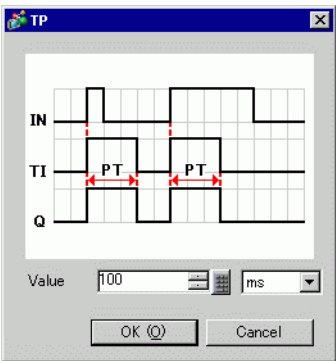 TP
IN
TI PT PT
Q
Value 100 ms
OK (O) Cancel